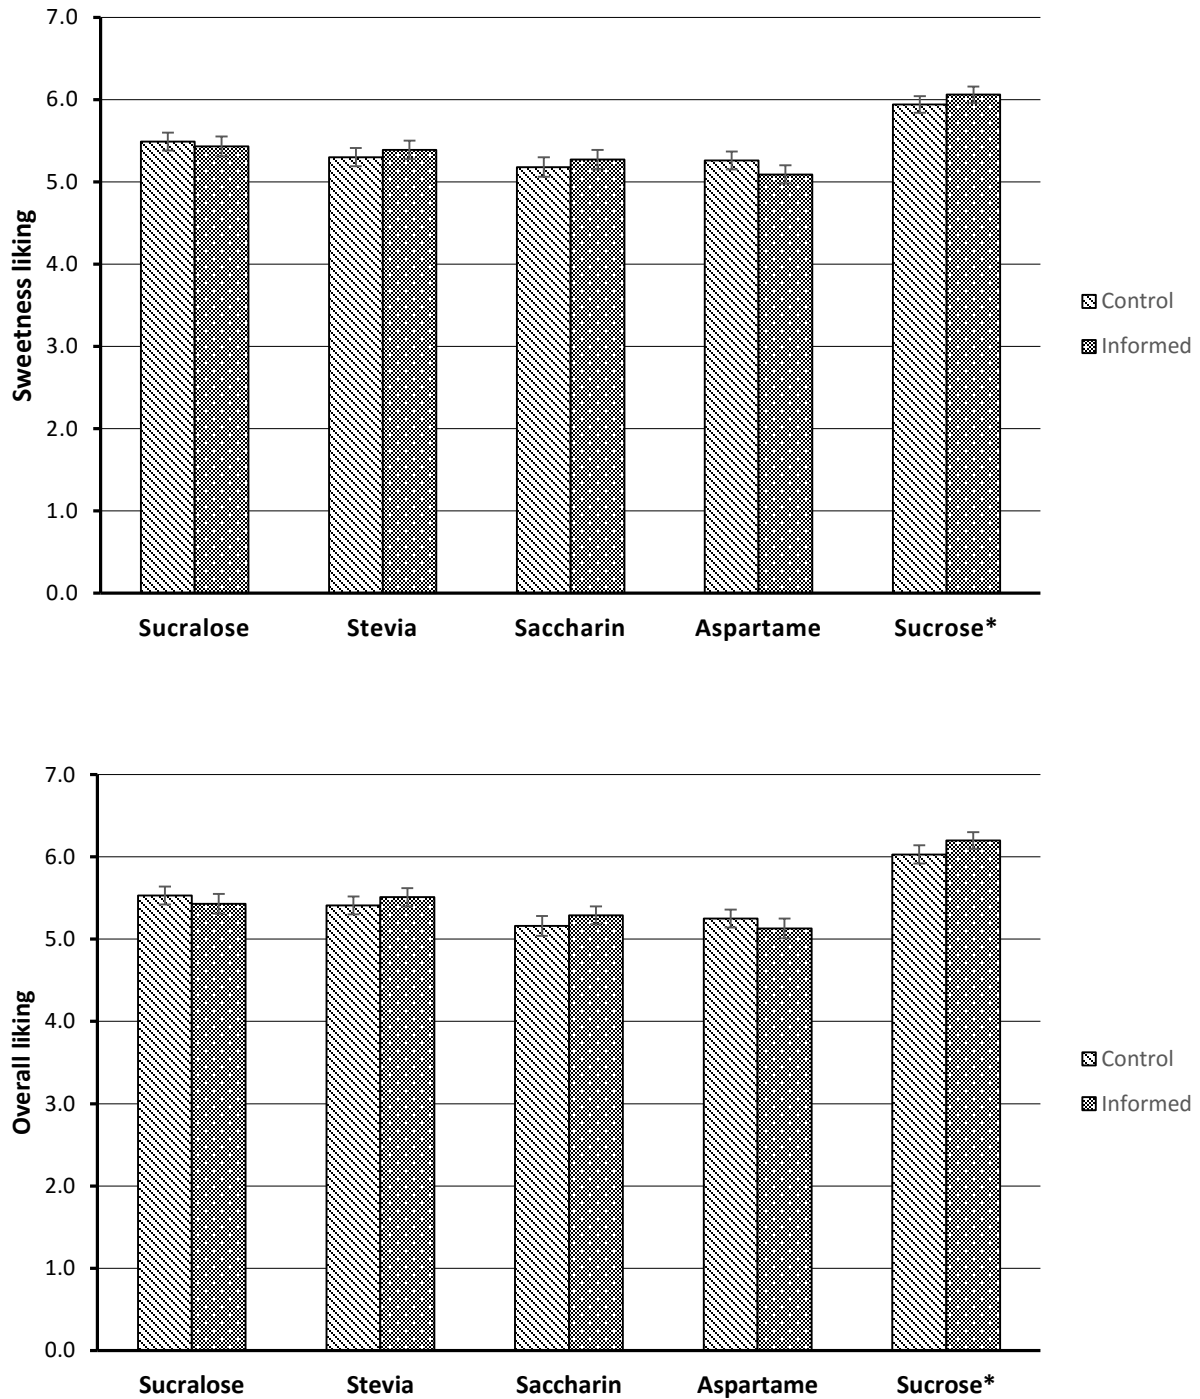 7.0
6.0
5.0
4.0
3.0
2.0
1.0
0.0
Sweetness liking
Sucralose Stevia Saccharin Aspartame Sucrose*
Control
Informed
7.0
6.0
5.0
4.0
3.0
2.0
1.0
0.0
Overall liking
Sucralose Stevia Saccharin Aspartame Sucrose*
Control
Informed